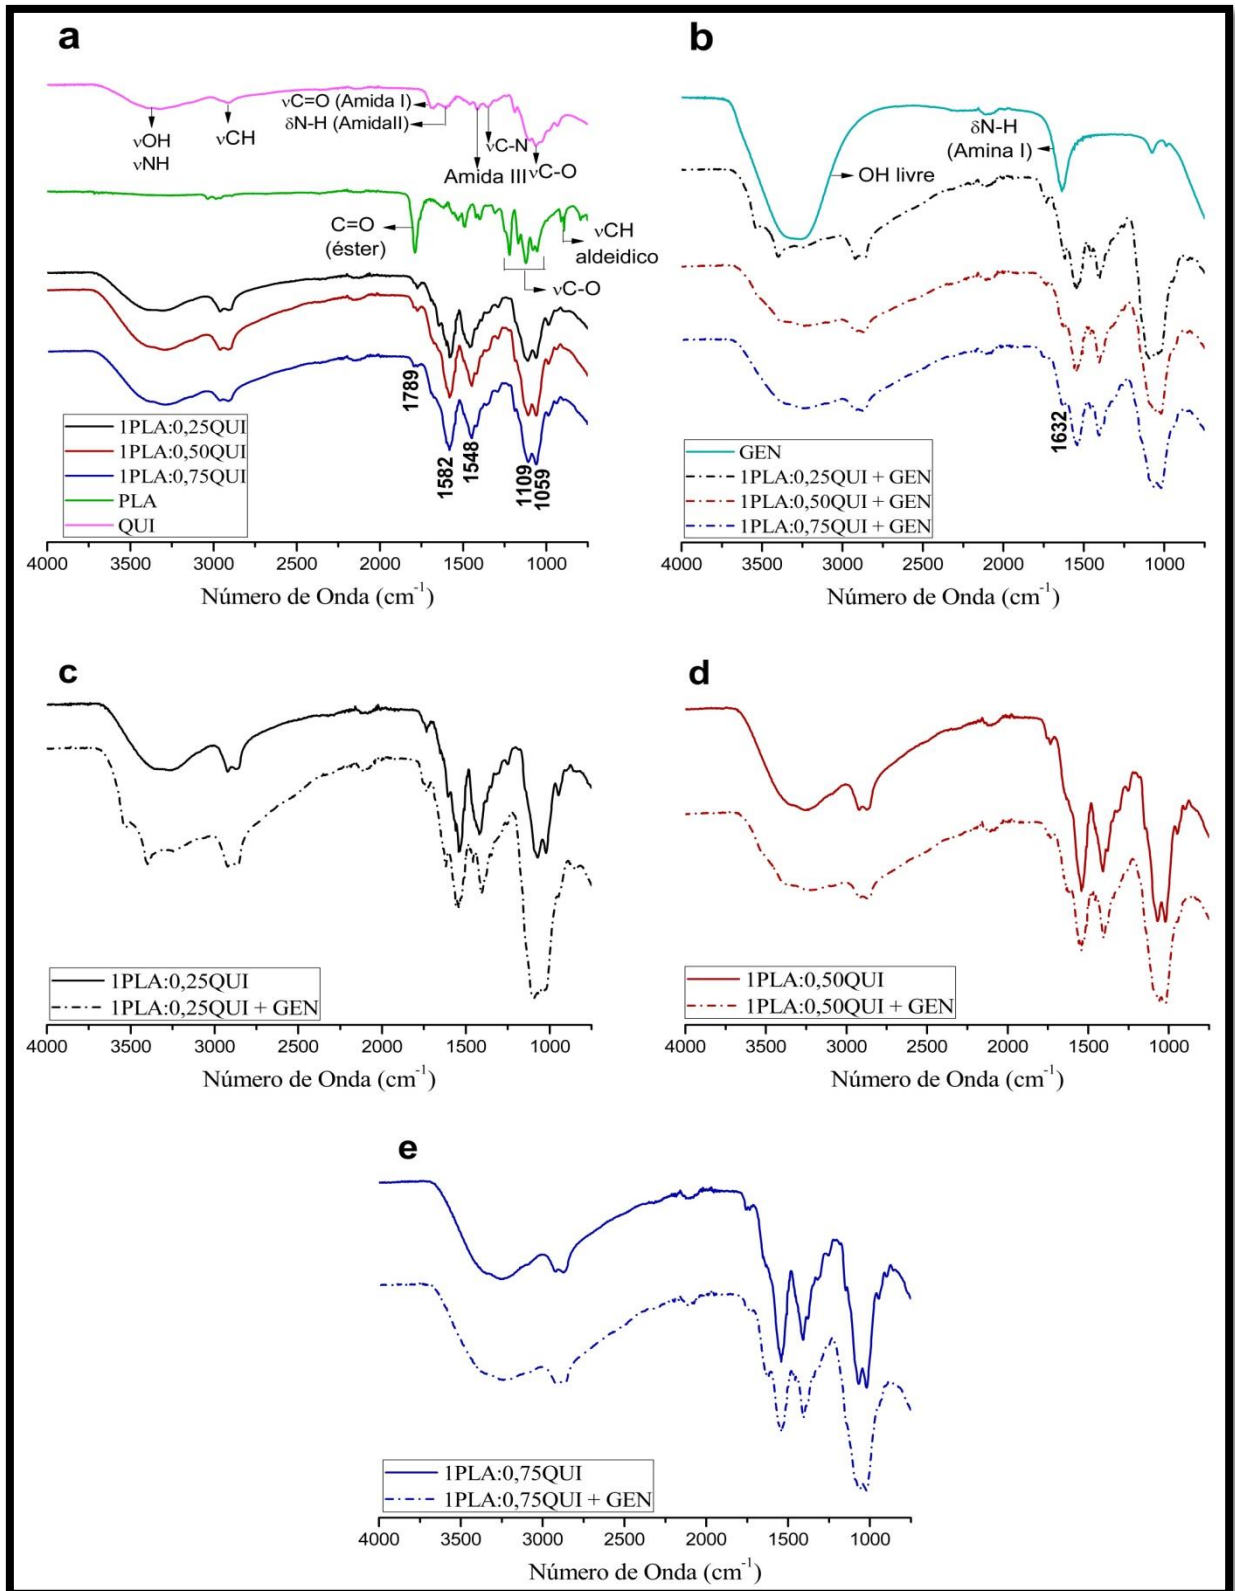 a
νC=O (Amida I)
δN-H (AmidaII)
νOH
νNH
νCH
νC-N
Amida III
νC-O
C=O
(éster)
νCH
aldeidico
νC-O
1789
1582
1548
1109
1059
1PLA:0,25QUI
1PLA:0,50QUI
1PLA:0,75QUI
PLA
QUI
4000 3500 3000 2500 2000 1500 1000
Número de Onda (cm⁻¹)
b
δN-H
(Amina I)
OH livre
1632
GEN
1PLA:0,25QUI + GEN
1PLA:0,50QUI + GEN
1PLA:0,75QUI + GEN
4000 3500 3000 2500 2000 1500 1000
Número de Onda (cm⁻¹)
c
1PLA:0,25QUI
1PLA:0,25QUI + GEN
4000 3500 3000 2500 2000 1500 1000
Número de Onda (cm⁻¹)
d
1PLA:0,50QUI
1PLA:0,50QUI + GEN
4000 3500 3000 2500 2000 1500 1000
Número de Onda (cm⁻¹)
e
1PLA:0,75QUI
1PLA:0,75QUI + GEN
4000 3500 3000 2500 2000 1500 1000
Número de Onda (cm⁻¹)